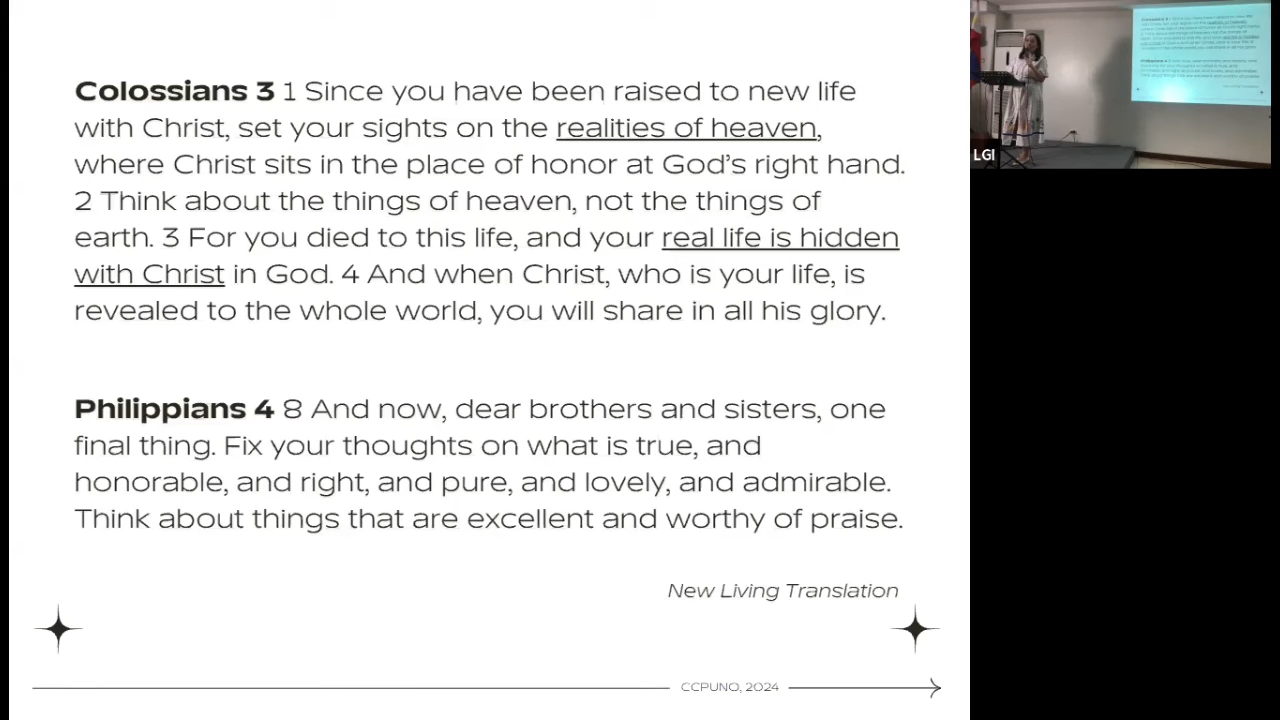 Colossians 3 1 Since you have been raised to new life
with Christ, set your sights on the realities of heaven,
where Christ sits in the place of honor at God's right hand.
2 Think about the things of heaven, not the things of
earth. 3 For you died to this life, and your real life is hidden
with Christ in God. 4 And when Christ, who is your life, is
revealed to the whole world, you will share in all his glory.
Philippians 4 8 And now, dear brothers and sisters, one
final thing. Fix your thoughts on what is true, and
honorable, and right, and pure, and lovely, and admirable.
Think about things that are excellent and worthy of praise.
New Living Translation
CCPUNO, 2024
LGI